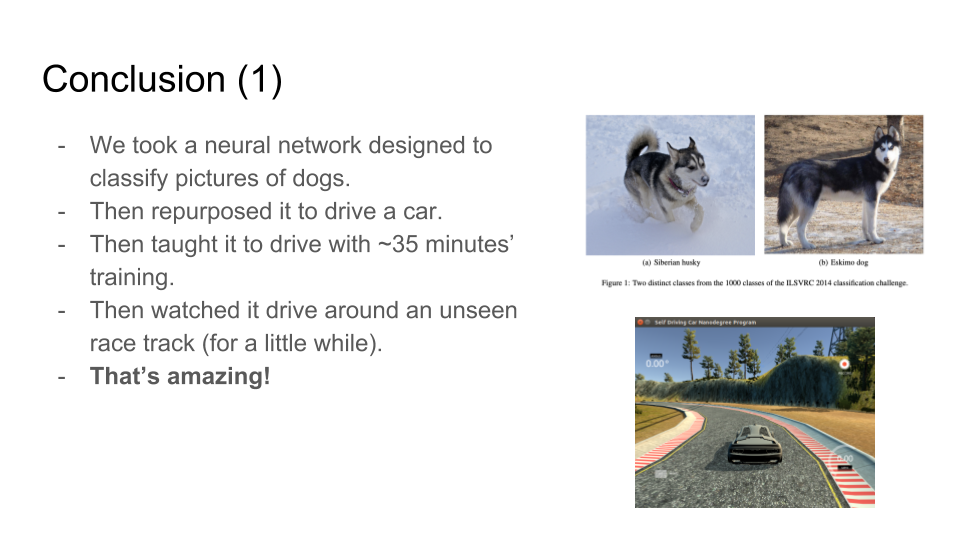 Conclusion (1)
- We took a neural network designed to
classify pictures of dogs.
- Then repurposed it to drive a car.
- Then taught it to drive with ~35 minutes’
training.
- Then watched it drive around an unseen
race track (for a little while).
- That’s amazing!
(a) Siberian husky
(b) Eskimo dog
Figure 1: Two distinct classes from the 1000 classes of the ILSVRC 2014 classification challenge.
Self Driving Car Nanodegree Program
0.00°
0.00